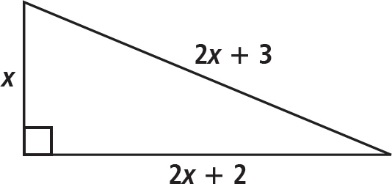 2x + 3
x
2x + 2